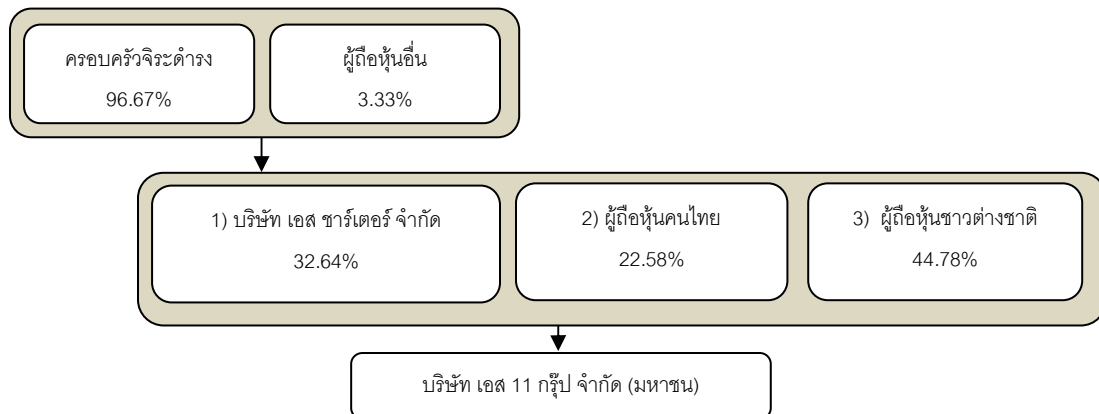 ครอบครัวจิระดำรง
96.67%
ผู้ถือหุ้นอื่น
3.33%
1) บริษัท เอส ชาร์เตอร์ จำกัด
32.64%
2) ผู้ถือหุ้นคนไทย
22.58%
3) ผู้ถือหุ้นชาวต่างชาติ
44.78%
บริษัท เอส 11 กรุ๊ป จำกัด (มหาชน)